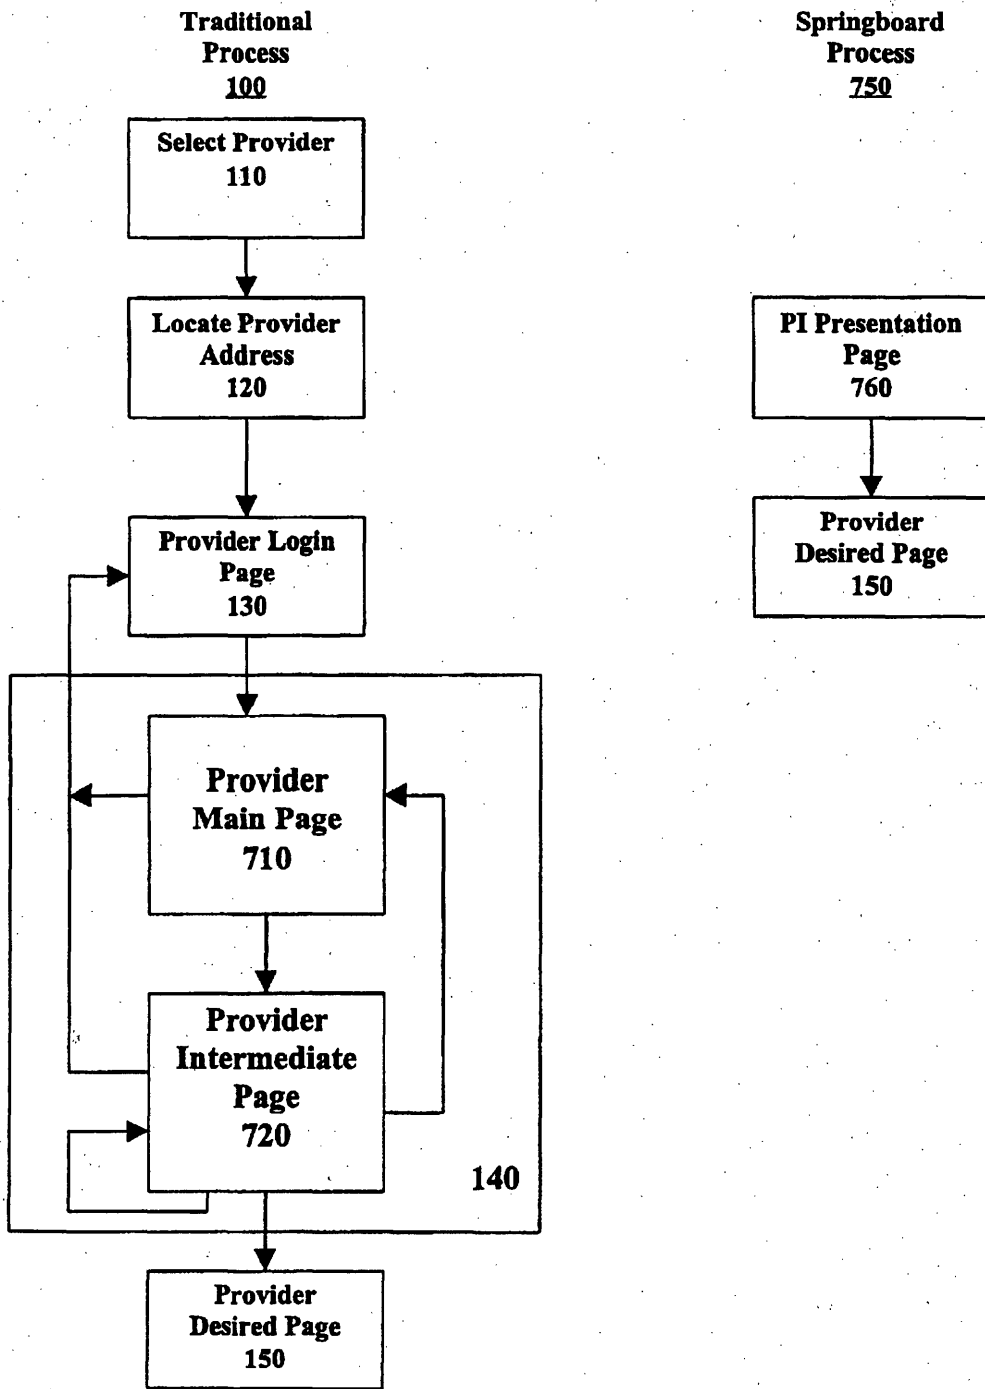 Traditional
Process
100
Select Provider
110
Locate Provider
Address
120
Provider Login
Page
130
Provider
Main Page
710
Provider
Intermediate
Page
720
140
Provider
Desired Page
150
Springboard
Process
750
PI Presentation
Page
760
Provider
Desired Page
150